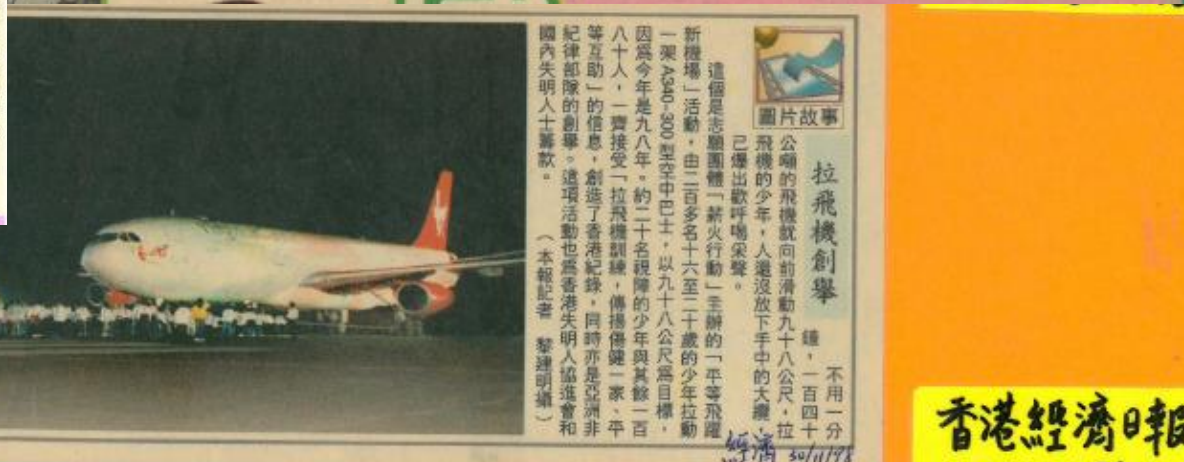 圖片故事
拉飛機創舉
不用一分
鐘，一百四十
公噸的飛機就向前滑動九十八公尺，拉
飛機的少年，人還沒放下手中的大纜，
已爆出歡呼喝采聲。
這個是志願團體「薪火行動」主辦的「平等飛躍
新機場」活動，由二百多名十六至二十歲的少年拉動
一架A340-300型空中巴士，以九十八公尺爲目標，
因爲今年是九八年。約二十名視障的少年與其餘一百
八十人，一齊接受「拉飛機訓練，傳揚傷健一家、平
等互助」的信息，創造了香港紀錄，同時亦是亞洲非
紀律部隊的創舉。這項活動也爲香港失明人協進會和
國內失明人士籌款。（本報記者 黎建明攝）
經濟 30/11/98
香港經濟日報